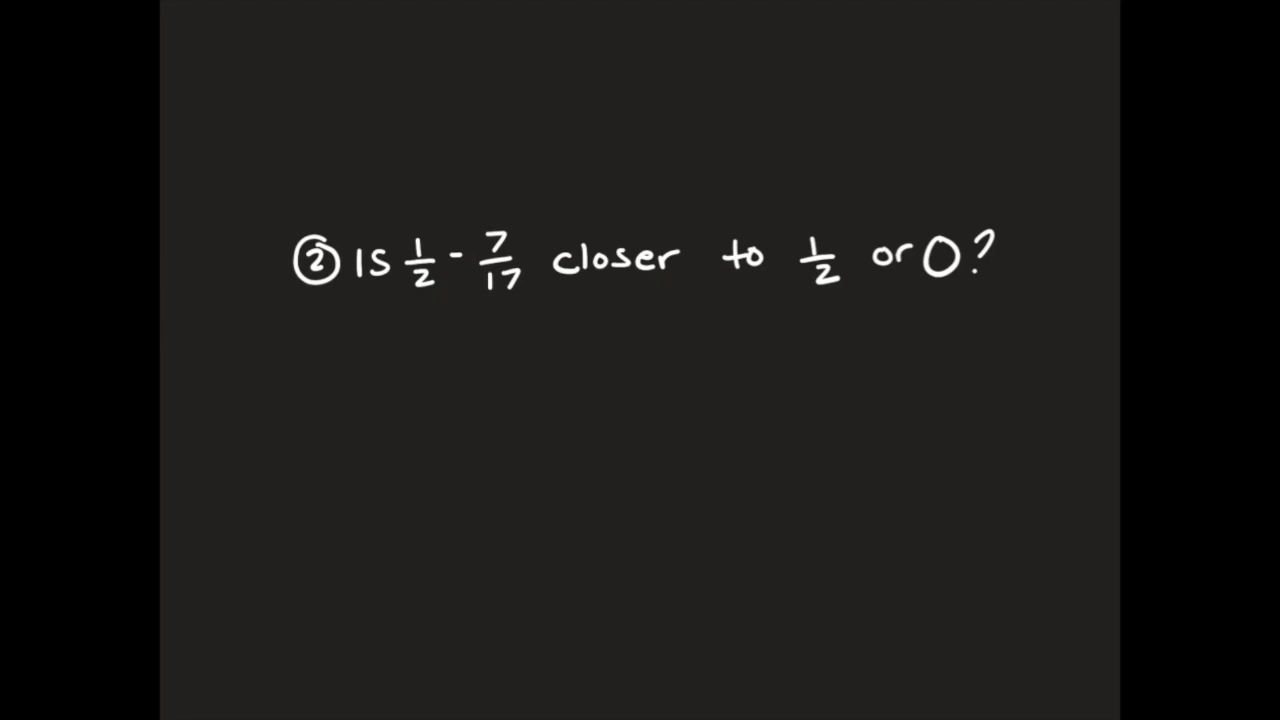 ② Is 1/2 - 7/17 closer to 1/2 or 0?